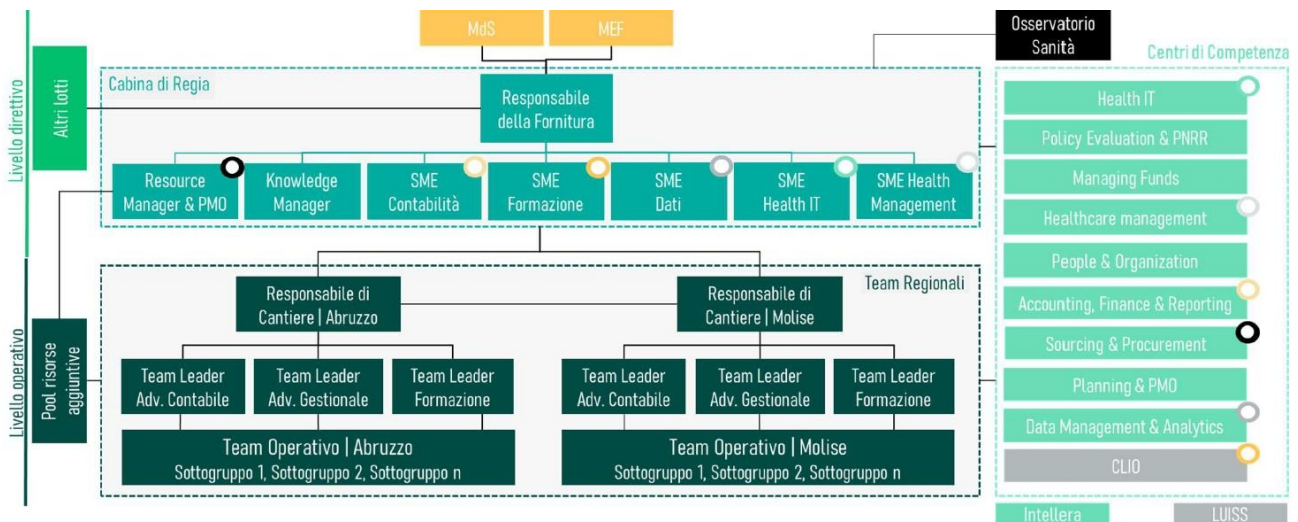 MdS
MEF
Osservatorio
Sanità
Livello direttivo
Altri lotti
Cabina di Regia
Responsabile
della Fornitura
Resource
Manager & PMO
Knowledge
Manager
SME
Contabilità
SME
Formazione
SME
Dati
SME
Health IT
SME Health
Management
Livello operativo
Pool risorse
aggiuntive
Team Regionali
Responsabile di
Cantiere | Abruzzo
Responsabile di
Cantiere | Molise
Team Leader
Adv. Contabile
Team Leader
Adv. Gestionale
Team Leader
Formazione
Team Leader
Adv. Contabile
Team Leader
Adv. Gestionale
Team Leader
Formazione
Team Operativo | Abruzzo
Sottogruppo 1, Sottogruppo 2, Sottogruppo n
Team Operativo | Molise
Sottogruppo 1, Sottogruppo 2, Sottogruppo n
Centri di Competenza
Health IT
Policy Evaluation & PNRR
Managing Funds
Healthcare management
People & Organization
Accounting, Finance & Reporting
Sourcing & Procurement
Planning & PMO
Data Management & Analytics
CLIO
Intellera
LUISS